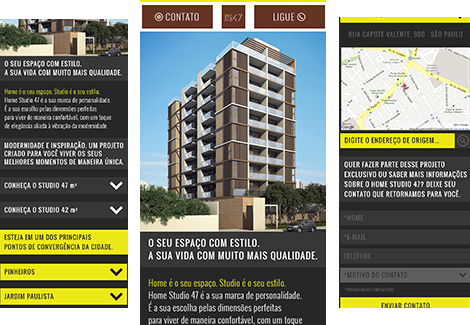 O SEU ESPAÇO COM ESTILO.
A SUA VIDA COM MUITO MAIS QUALIDADE.
Home é o seu espaço. Studio é o seu estilo.
Home Studio 47 é a sua marca de personalidade.
É a sua escolha pelas dimensões perfeitas
para viver de maneira confortável, com um toque
de elegância aliada à vibração da modernidade.
MODERNIDADE E INSPIRAÇÃO. UM PROJETO
CRIADO PARA VOCÊ VIVER OS SEUS
MELHORES MOMENTOS DE MANEIRA ÚNICA.
CONHEÇA O STUDIO 47 m²
CONHEÇA O STUDIO 42 m²
ESTEJA EM UM DOS PRINCIPAIS
PONTOS DE CONVERGÊNCIA DA CIDADE.
PINHEIROS
JARDIM PAULISTA
CONTATO
47
LIGUE
O SEU ESPAÇO COM ESTILO.
A SUA VIDA COM MUITO MAIS QUALIDADE.
Home é o seu espaço. Studio é o seu estilo.
Home Studio 47 é a sua marca de personalidade.
É a sua escolha pelas dimensões perfeitas
para viver de maneira confortável, com um toque
RUA CAPOTE VALENTE, 980 - SÃO PAULO
DIGITE O ENDEREÇO DE ORIGEM...
QUER FAZER PARTE DESSE PROJETO
EXCLUSIVO OU SABER MAIS INFORMAÇÕES
SOBRE O HOME STUDIO 47? DEIXE SEU
CONTATO QUE RETORNAMOS PARA VOCÊ.
*NOME
*E-MAIL
TELEFONE
*MOTIVO DO CONTATO
ENVIAR CONTATO